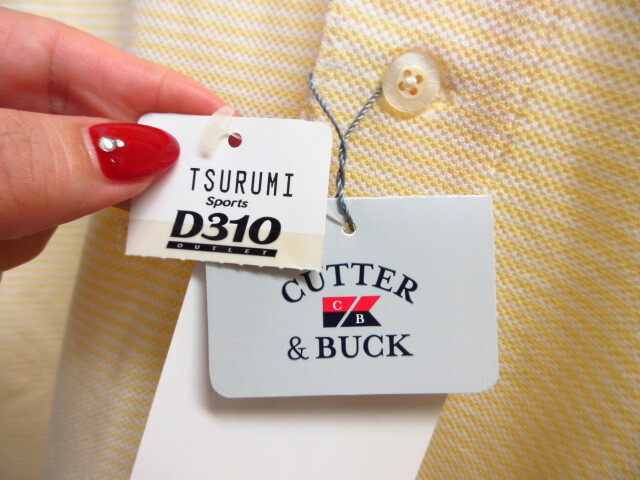 TSURUMI
Sports
D310
OUTLET
CUTTER
C
B
& BUCK